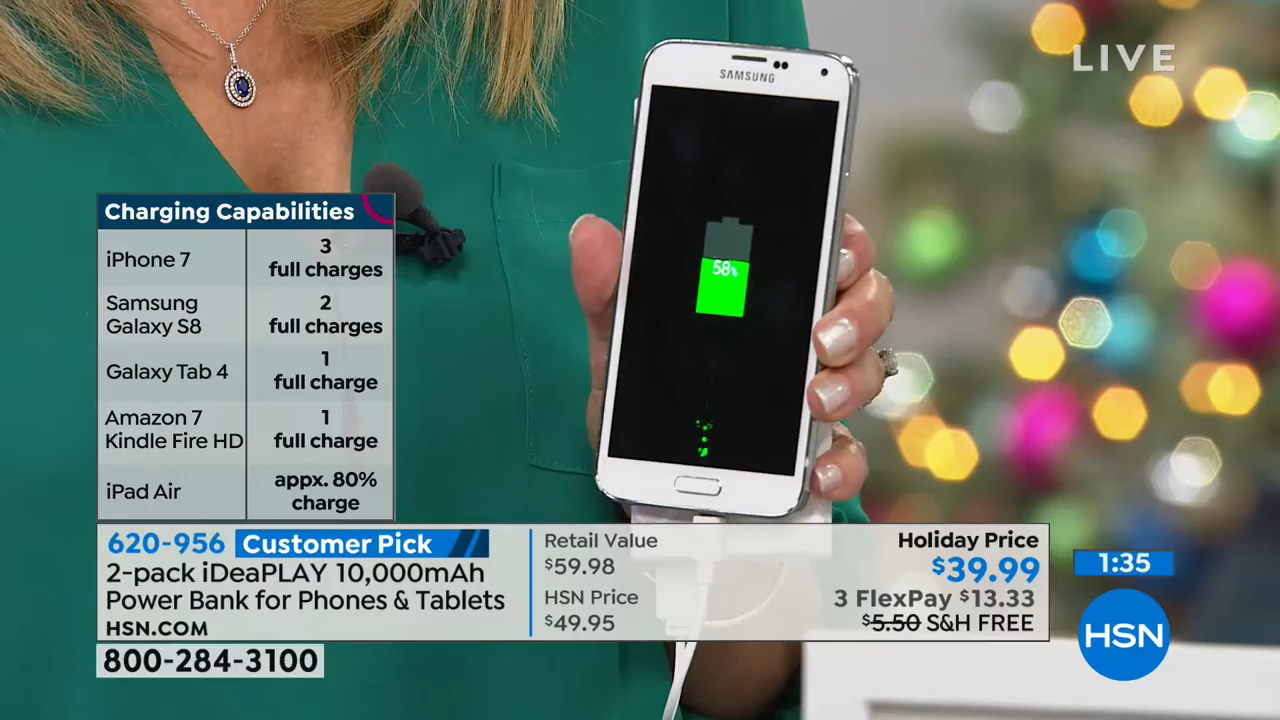 LIVE
SAMSUNG
58%
Charging Capabilities
iPhone 7
3
full charges
Samsung
Galaxy S8
2
full charges
Galaxy Tab 4
1
full charge
Amazon 7
Kindle Fire HD
1
full charge
iPad Air
appx. 80%
charge
620-956 Customer Pick
2-pack iDeaPLAY 10,000mAh
Power Bank for Phones & Tablets
HSN.COM
Retail Value
$59.98
HSN Price
$49.95
Holiday Price
$39.99
3 FlexPay $13.33
$5.50 S&H FREE
1:35
HSN
800-284-3100